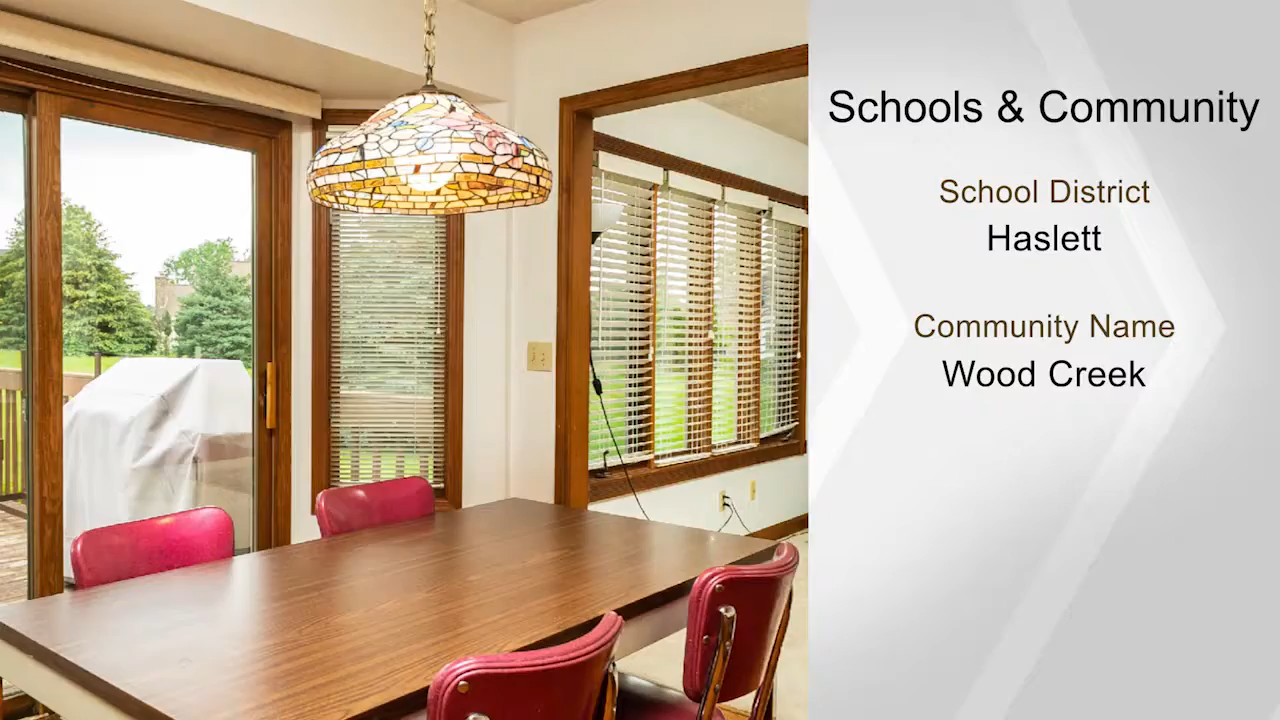 Schools & Community
School District
Haslett
Community Name
Wood Creek